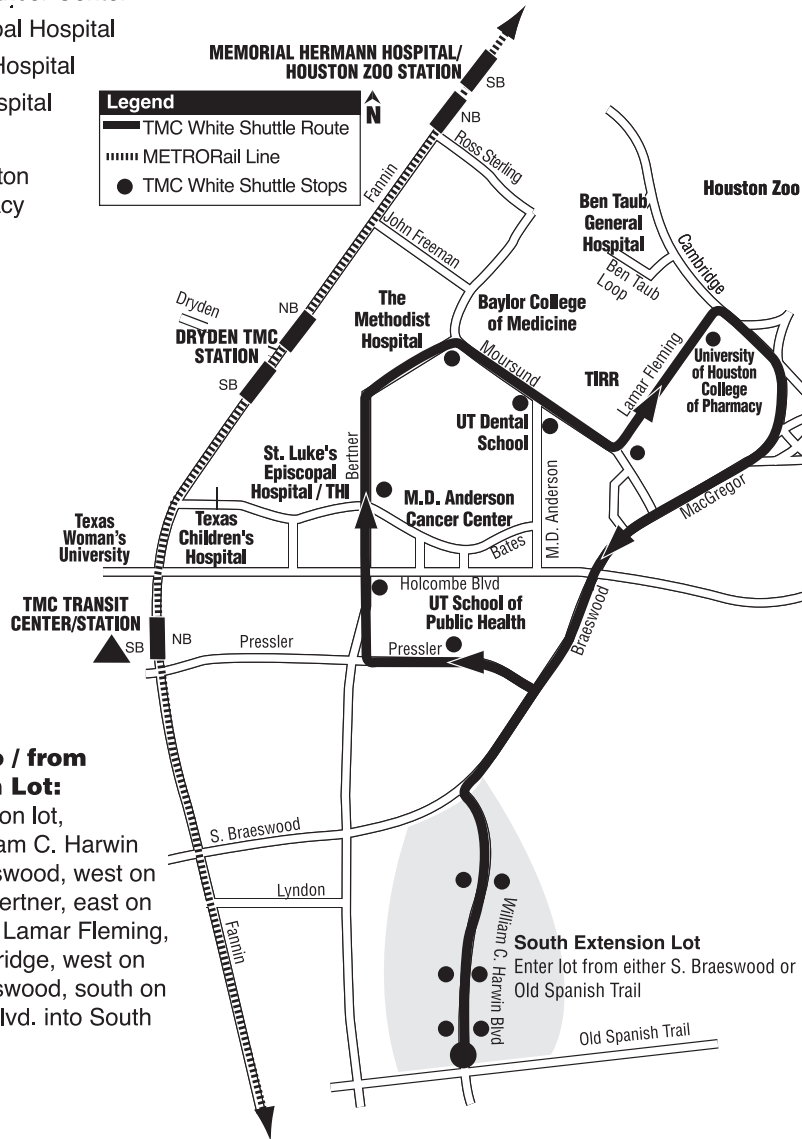 pal Hospital
Hospital
spital
ton
acy
MEMORIAL HERMANN HOSPITAL/
HOUSTON ZOO STATION
SB
NB
Legend
TMC White Shuttle Route
METRORail Line
TMC White Shuttle Stops
N
Fannin
Ross Sterling
John Freeman
Houston Zoo
Ben Taub
General
Hospital
Ben Taub
Loop
Cambridge
Dryden
NB
DRYDEN TMC
STATION
SB
The
Methodist
Hospital
Baylor College
of Medicine
Moursund
TIRR
Lamar Fleming
University
of Houston
College
of Pharmacy
UT Dental
School
St. Luke's
Episcopal
Hospital / THI
Bertner
M.D. Anderson
Cancer Center
M.D. Anderson
MacGregor
Texas
Woman's
University
Texas
Children's
Hospital
Bates
Holcombe Blvd
TMC TRANSIT
CENTER/STATION
SB
NB
UT School of
Public Health
Pressler
Pressler
Braeswood
o / from
n Lot:
on lot,
am C. Harwin
swood, west on
ertner, east on
Lamar Fleming,
ridge, west on
swood, south on
lvd. into South
S. Braeswood
Lyndon
Fannin
William C. Harwin Blvd
South Extension Lot
Enter lot from either S. Braeswood or
Old Spanish Trail
Old Spanish Trail